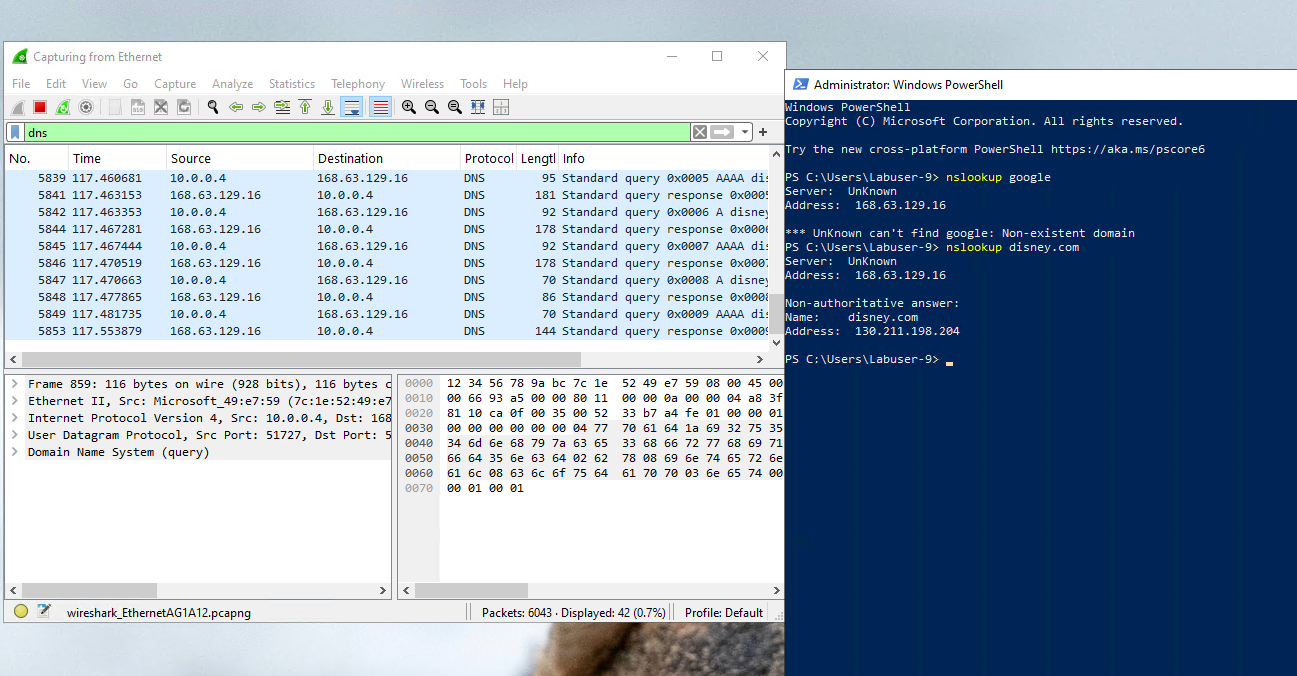 Capturing from Ethernet
File Edit View Go Capture Analyze Statistics Telephony Wireless Tools Help
dns
No. Time Source Destination Protocol Lengtl Info
5839 117.460681 10.0.0.4 168.63.129.16 DNS 95 Standard query 0x0005 AAAA dis
5841 117.463153 168.63.129.16 10.0.0.4 DNS 181 Standard query response 0x0005
5842 117.463353 10.0.0.4 168.63.129.16 DNS 92 Standard query 0x0006 A disney
5844 117.467281 168.63.129.16 10.0.0.4 DNS 178 Standard query response 0x0006
5845 117.467444 10.0.0.4 168.63.129.16 DNS 92 Standard query 0x0007 AAAA dis
5846 117.470519 168.63.129.16 10.0.0.4 DNS 178 Standard query response 0x0007
5847 117.470663 10.0.0.4 168.63.129.16 DNS 70 Standard query 0x0008 A disney
5848 117.477865 168.63.129.16 10.0.0.4 DNS 86 Standard query response 0x0008
5849 117.481735 10.0.0.4 168.63.129.16 DNS 70 Standard query 0x0009 AAAA dis
5853 117.553879 168.63.129.16 10.0.0.4 DNS 144 Standard query response 0x0009
Frame 859: 116 bytes on wire (928 bits), 116 bytes c
Ethernet II, Src: Microsoft_49:e7:59 (7c:1e:52:49:e7
Internet Protocol Version 4, Src: 10.0.0.4, Dst: 168
User Datagram Protocol, Src Port: 51727, Dst Port: 5
Domain Name System (query)
0000 12 34 56 78 9a bc 7c 1e 52 49 e7 59 08 00 45 00
0010 00 66 93 a5 00 00 80 11 00 00 0a 00 00 04 a8 3f
0020 81 10 ca 0f 00 35 00 52 33 b7 a4 fe 01 00 00 01
0030 00 00 00 00 00 00 04 77 70 61 64 1a 69 32 75 35
0040 34 6d 6e 68 79 7a 63 65 33 68 66 72 77 68 69 71
0050 66 64 35 6e 63 64 02 62 78 08 69 6e 74 65 72 6e
0060 61 6c 08 63 6c 6f 75 64 61 70 70 03 6e 65 74 00
0070 00 01 00 01
wireshark_EthernetAG1A12.pcapng
Packets: 6043 · Displayed: 42 (0.7%)
Profile: Default
Administrator: Windows PowerShell
Windows PowerShell
Copyright (C) Microsoft Corporation. All rights reserved.
Try the new cross-platform PowerShell https://aka.ms/pscore6
PS C:\Users\Labuser-9> nslookup google
Server:  UnKnown
Address:  168.63.129.16
*** UnKnown can't find google: Non-existent domain
PS C:\Users\Labuser-9> nslookup disney.com
Server:  UnKnown
Address:  168.63.129.16
Non-authoritative answer:
Name:    disney.com
Address:  130.211.198.204
PS C:\Users\Labuser-9>